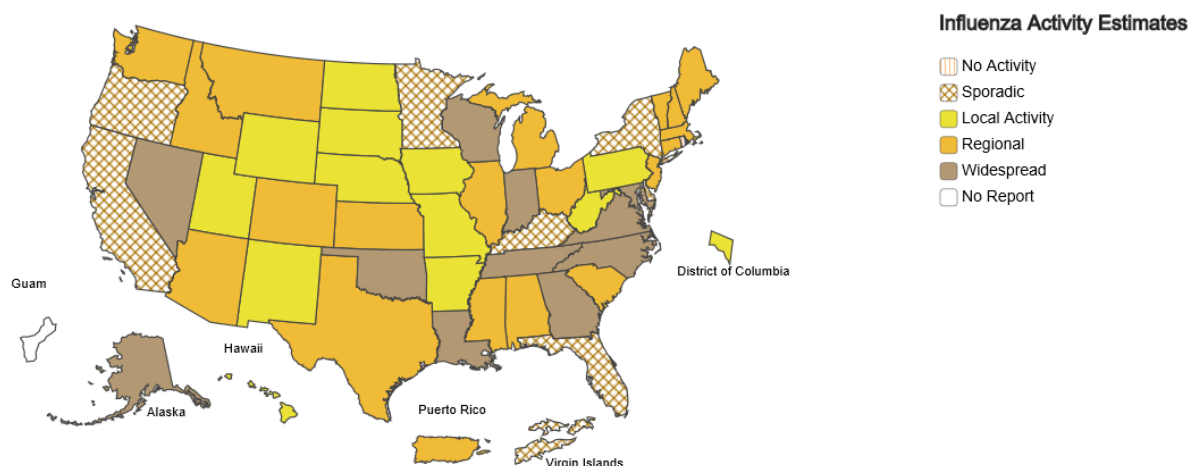 Influenza Activity Estimates
No Activity
Sporadic
Local Activity
Regional
Widespread
No Report
District of Columbia
Guam
Hawaii
Alaska
Puerto Rico
Virgin Islands